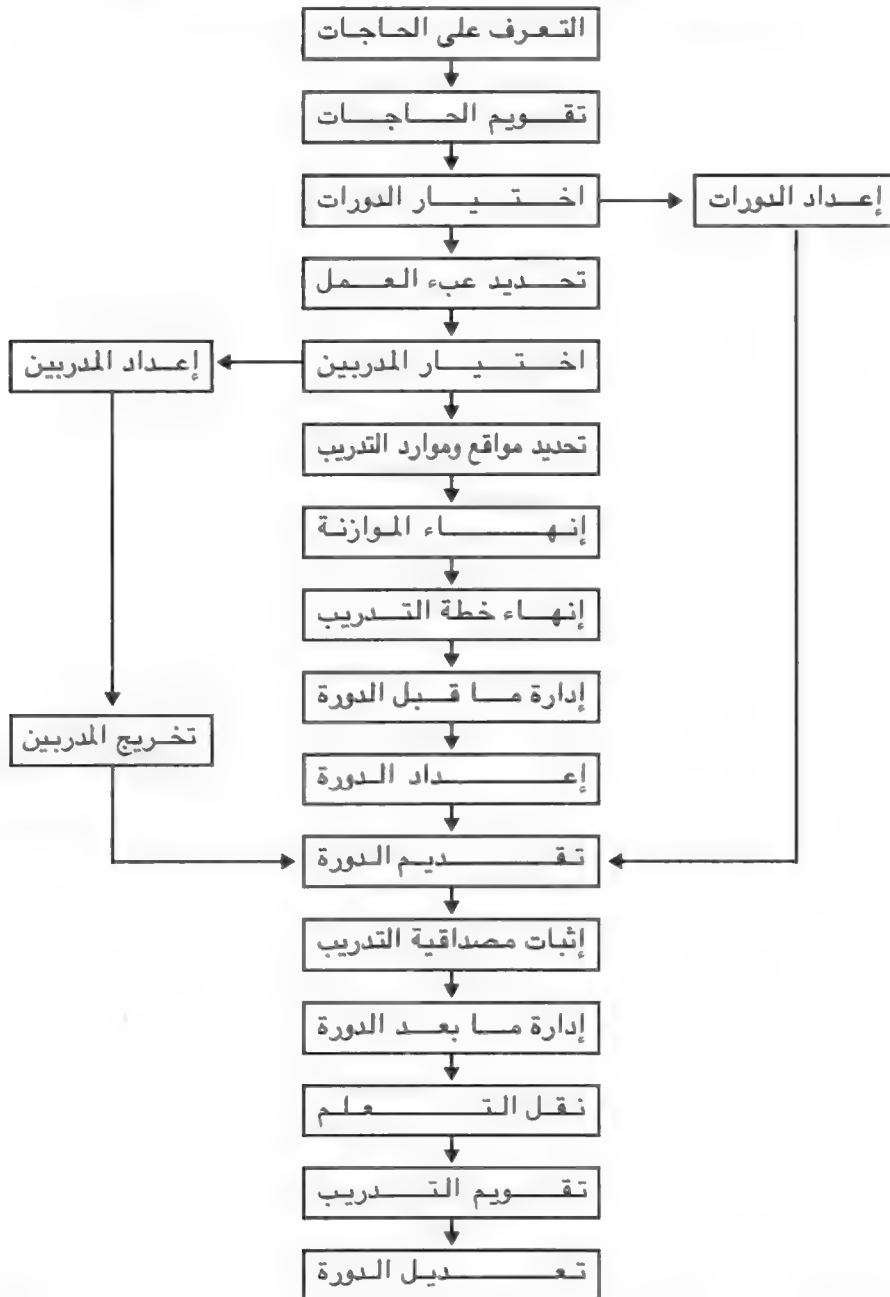 التعرف على الحاجات
تقويم الحاجات
اختيار الدورات
إعداد الدورات
تحديد عبء العمل
اختيار المدربين
إعداد المدربين
تحديد مواقع وموارد التدريب
إنهاء الموازنة
إنهاء خطة التدريب
إدارة ما قبل الدورة
تخريج المدربين
إعداد الدورة
تقديم الدورة
إثبات مصداقية التدريب
إدارة ما بعد الدورة
نقل التعلم
تقويم التدريب
تعديل الدورة